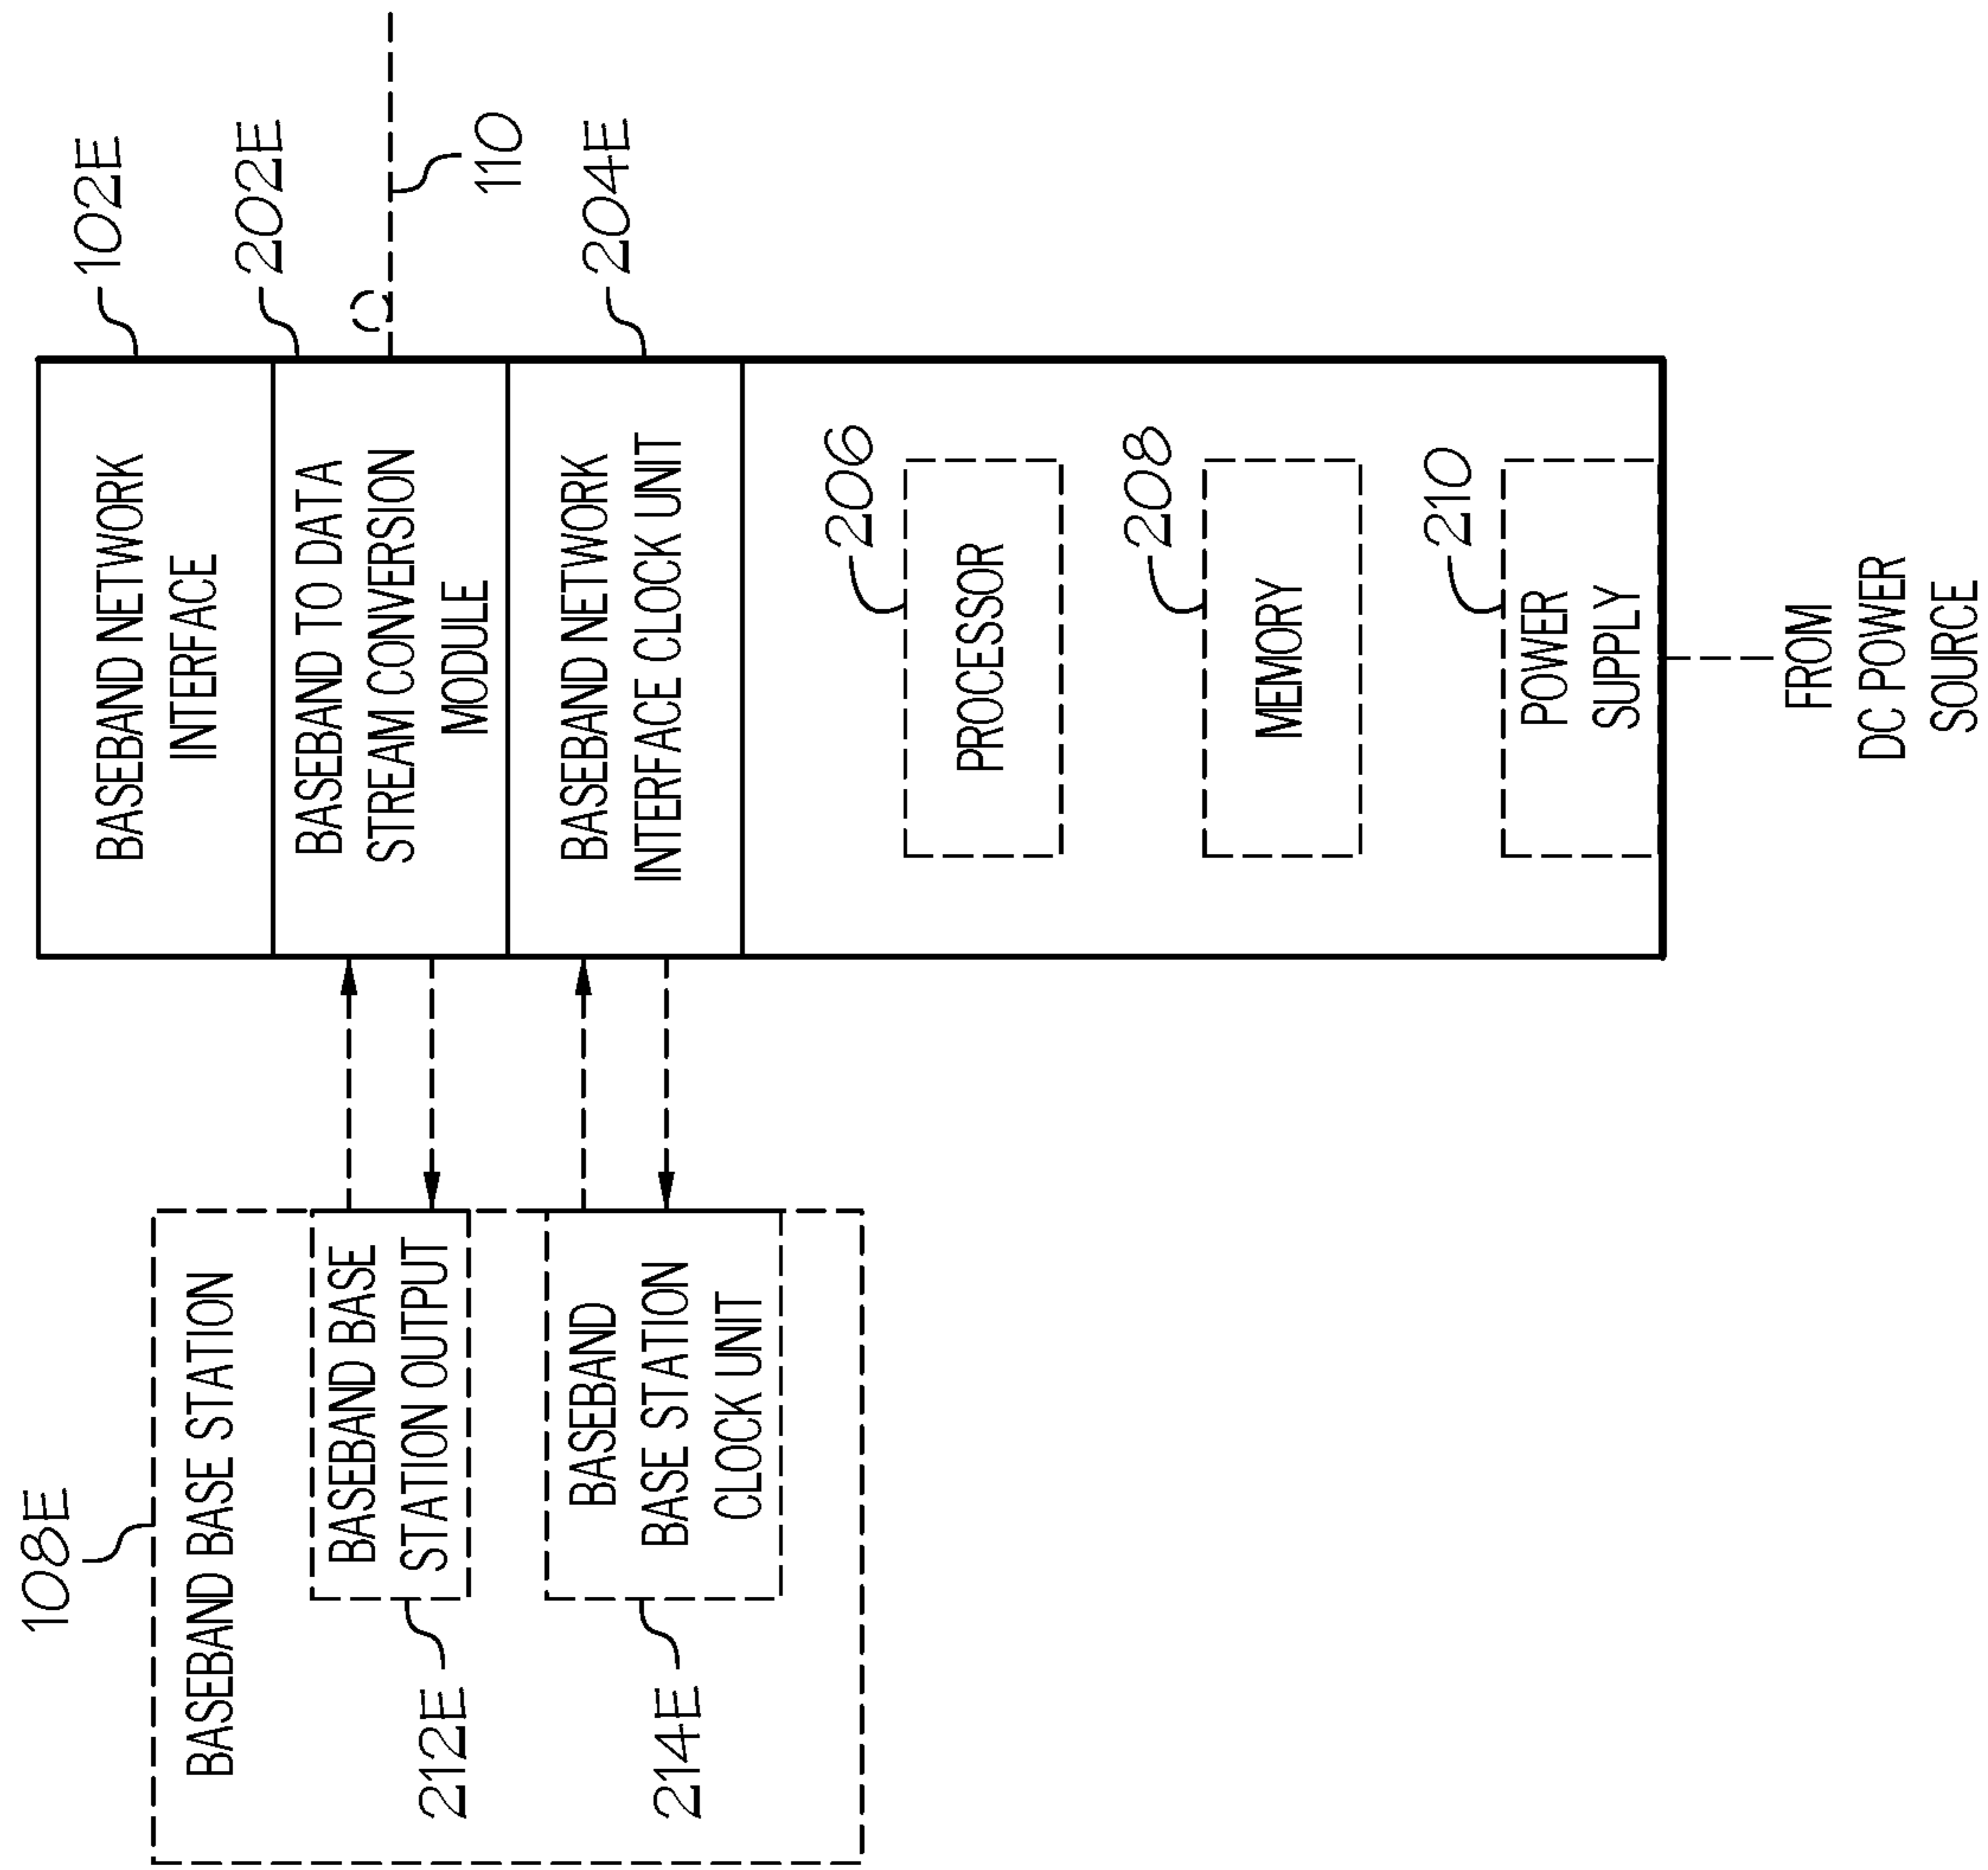 108E
BASEBAND BASE STATION
BASEBAND BASE
STATION OUTPUT
212E
BASEBAND
BASE STATION
CLOCK UNIT
214E
102E
BASEBAND NETWORK
INTERFACE
202E
BASEBAND TO DATA
STREAM CONVERSION
MODULE
110
204E
BASEBAND NETWORK
INTERFACE CLOCK UNIT
206
PROCESSOR
208
MEMORY
210
POWER
SUPPLY
FROM
DC POWER
SOURCE